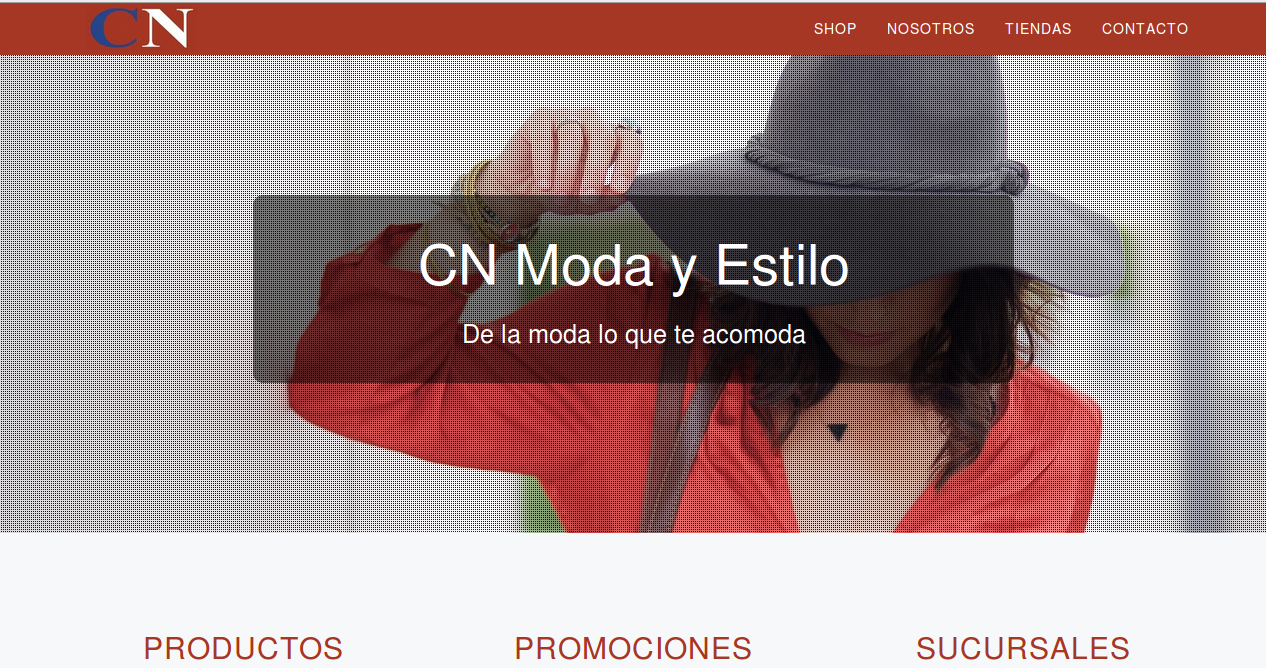 CN
SHOP NOSOTROS TIENDAS CONTACTO
CN Moda y Estilo
De la moda lo que te acomoda
PRODUCTOS PROMOCIONES SUCURSALES